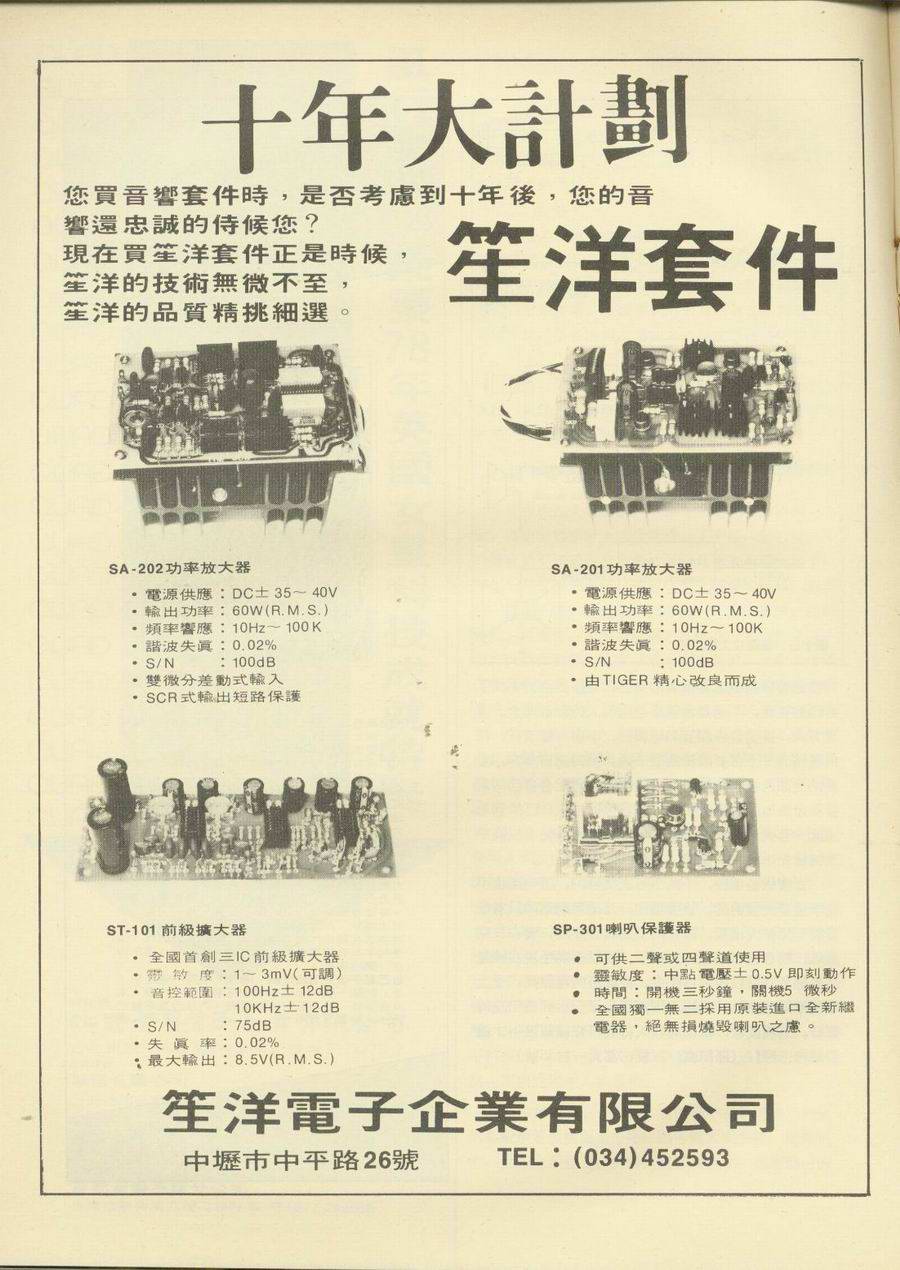 十年大計劃
您買音響套件時，是否考慮到十年後，您的音
響還忠誠的侍候您？
現在買笙洋套件正是時候，
笙洋的技術無微不至，
笙洋的品質精挑細選。
笙洋套件
SA-202功率放大器
• 電源供應：DC± 35～ 40V
• 輸出功率：60W(R.M.S.)
• 頻率響應：10Hz～ 100K
• 諧波失眞：0.02%
• S/N ：100dB
• 雙微分差動式輸入
• SCR式輸出短路保護
SA-201功率放大器
• 電源供應：DC± 35～ 40V
• 輸出功率：60W(R.M.S.)
• 頻率響應：10Hz～ 100K
• 諧波失眞：0.02%
• S/N ：100dB
• 由TIGER精心改良而成
ST-101前級擴大器
• 全國首創三IC前級擴大器
• 靈敏度：1～ 3mV(可調)
• 音控範圍：100Hz± 12dB
10KHz± 12dB
• S/N ：75dB
• 失眞率：0.02%
• 最大輸出：8.5V(R.M.S.)
SP-301喇叭保護器
• 可供二聲或四聲道使用
• 靈敏度：中點電壓± 0.5V即刻動作
• 時間：開機三秒鐘，關機5 微秒
• 全國獨一無二採用原裝進口全新繼
電器，絕無損燒毀喇叭之慮。
笙洋電子企業有限公司
中壢市中平路26號 TEL：(034)452593